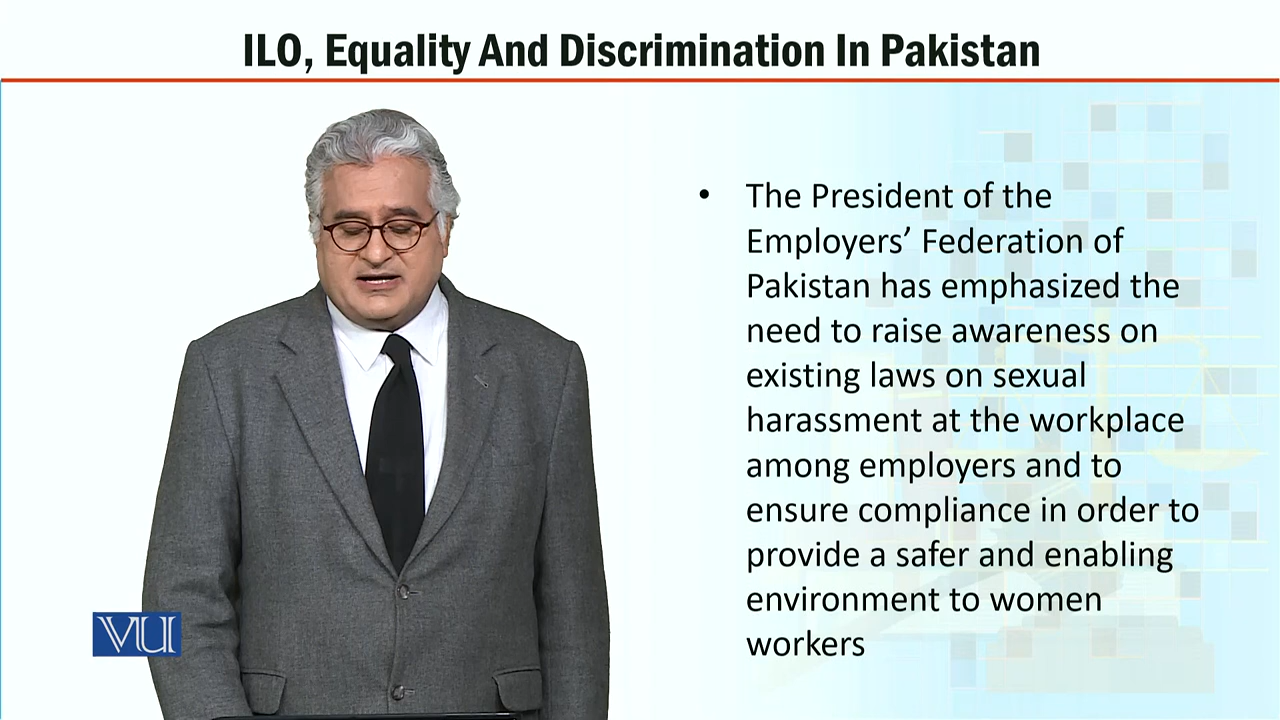 ILO, Equality And Discrimination In Pakistan
• The President of the
Employers’ Federation of
Pakistan has emphasized the
need to raise awareness on
existing laws on sexual
harassment at the workplace
among employers and to
ensure compliance in order to
provide a safer and enabling
environment to women
workers
VU